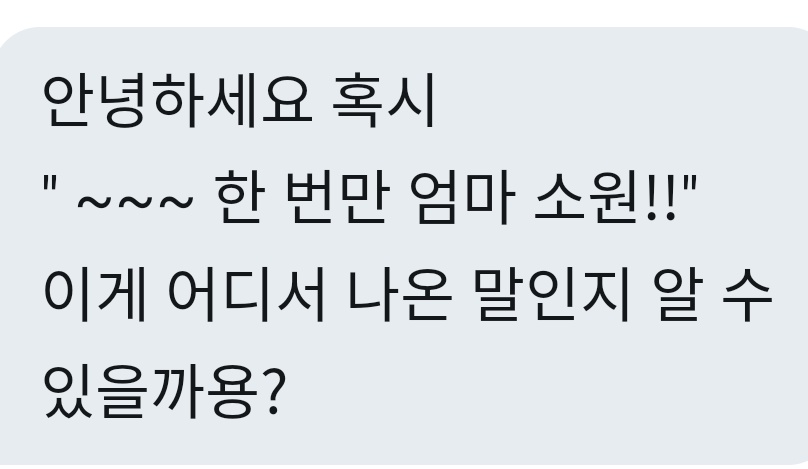 안녕하세요 혹시
" ~~~ 한 번만 엄마 소원!!"
이게 어디서 나온 말인지 알 수
있을까용?